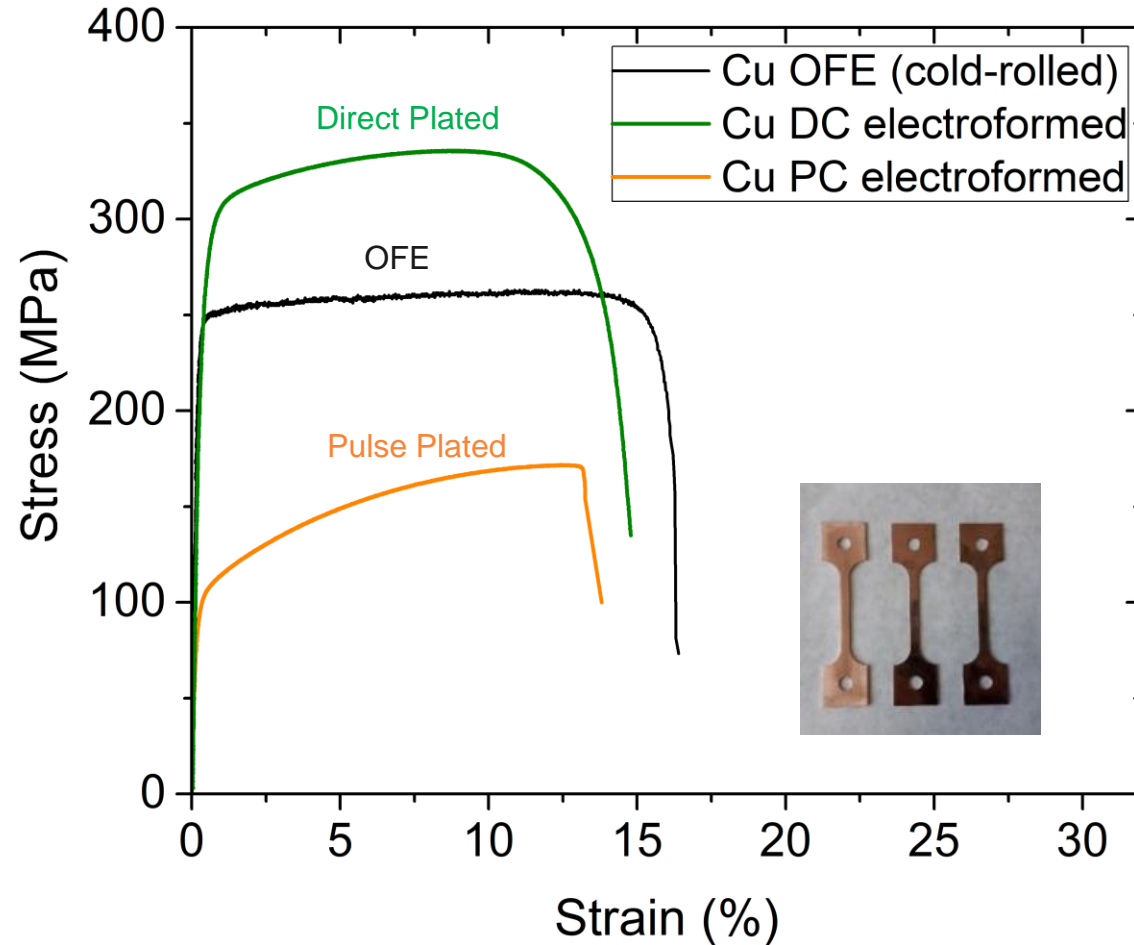 400
300
200
100
0
Stress (MPa)
Cu OFE (cold-rolled)
Cu DC electroformed
Cu PC electroformed
Direct Plated
OFE
Pulse Plated
0 5 10 15 20 25 30
Strain (%)